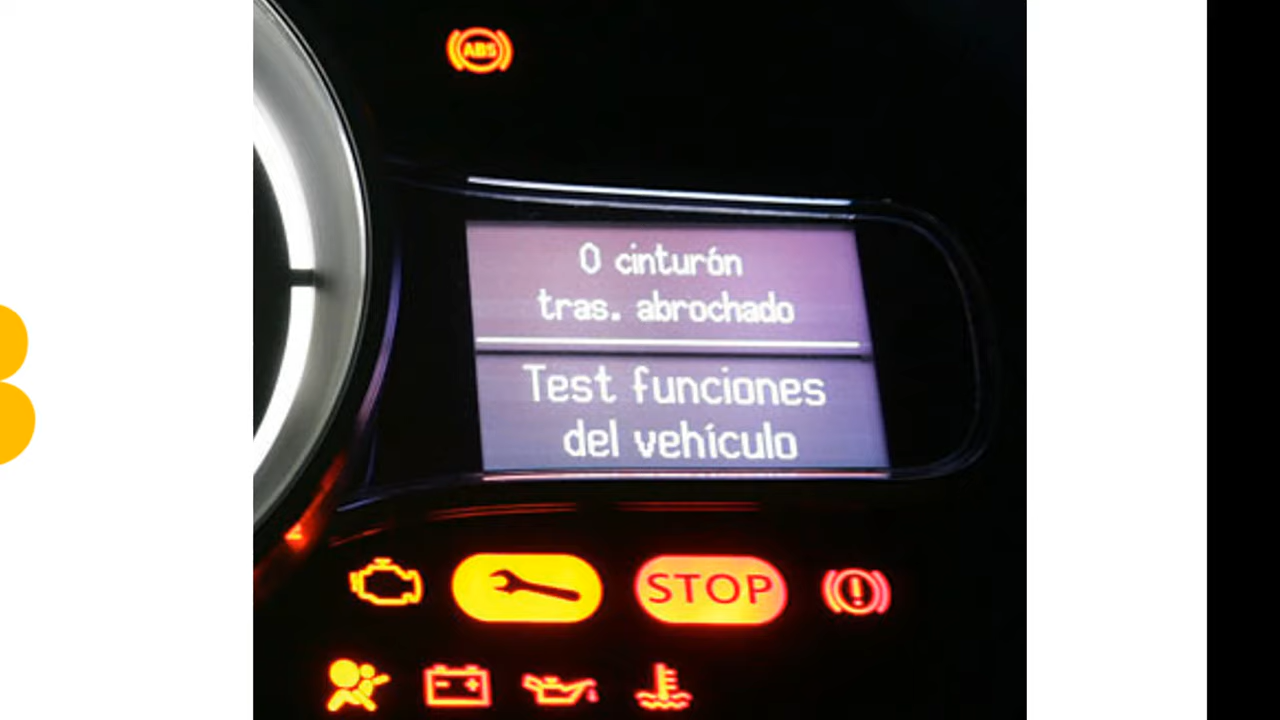 ABS
0 cinturón
tras. abrochado
Test funciones
del vehículo
STOP